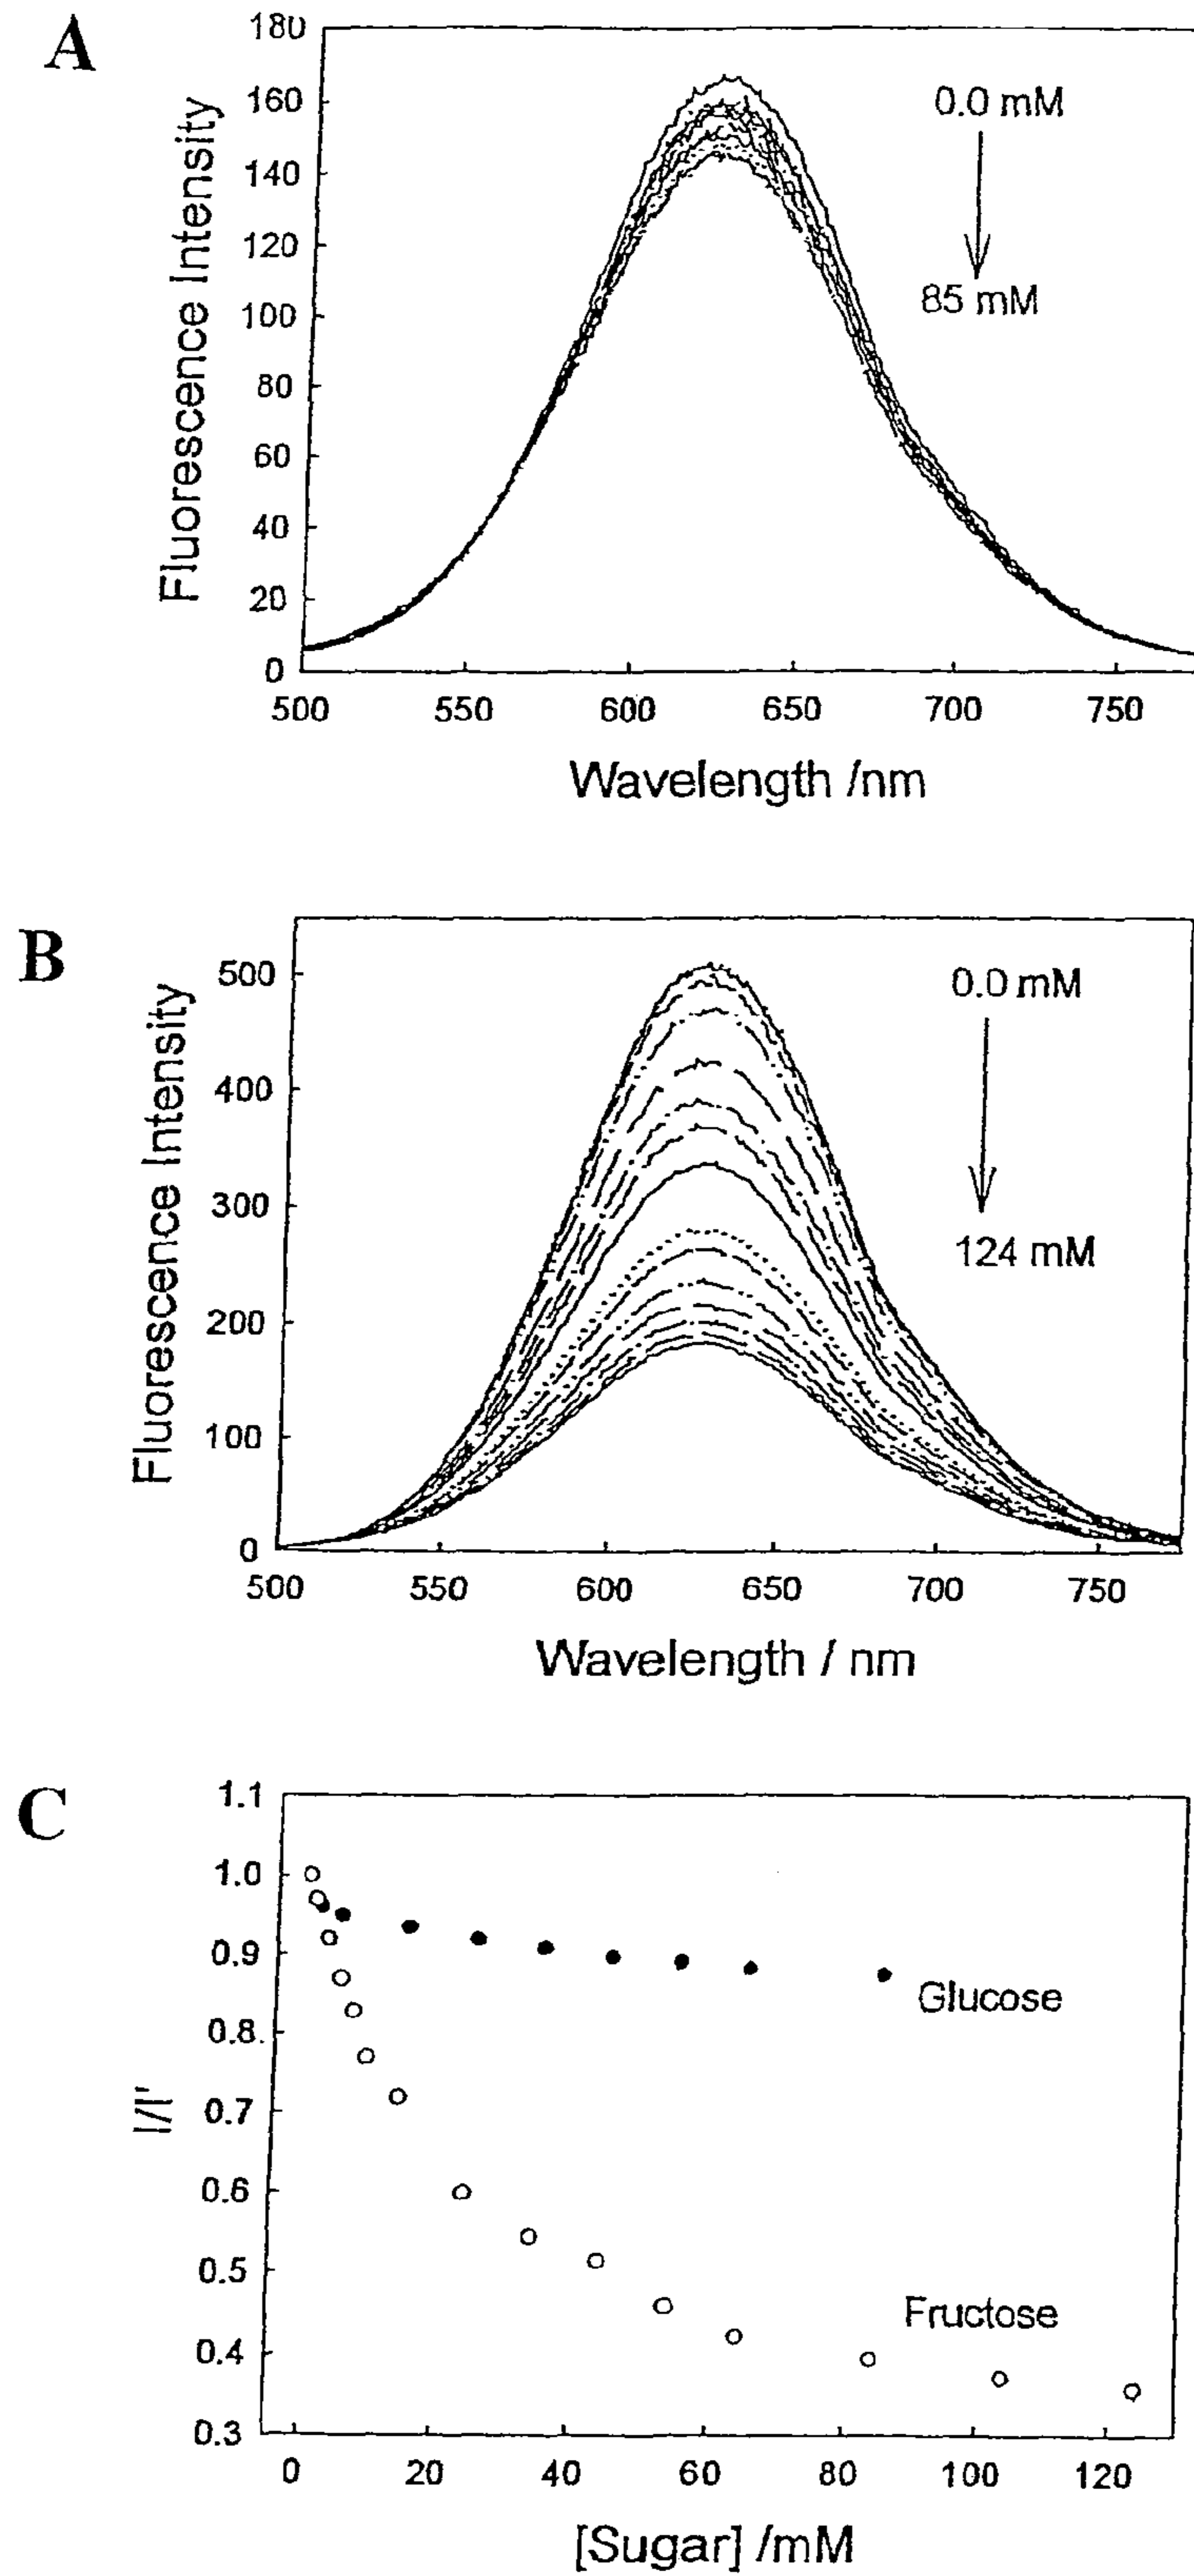 A
Fluorescence Intensity
180
160
140
120
100
80
60
40
20
0
0.0 mM
85 mM
500 550 600 650 700 750
Wavelength /nm
B
Fluorescence Intensity
500
400
300
200
100
0
0.0 mM
124 mM
500 550 600 650 700 750
Wavelength / nm
C
I/I'
1.1
1.0
0.9
0.8
0.7
0.6
0.5
0.4
0.3
Glucose
Fructose
0 20 40 60 80 100 120
[Sugar] /mM